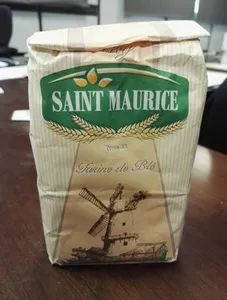 SAINT MAURICE
Farine de Blé